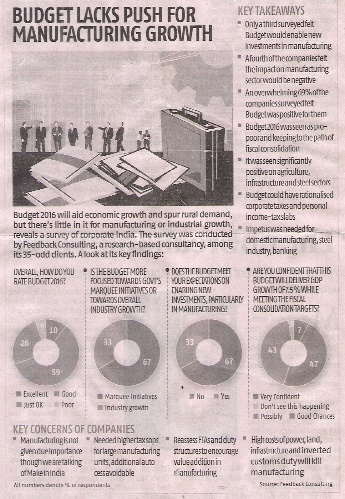 BUDGET LACKS PUSH FOR
MANUFACTURING GROWTH
Budget 2016 will aid economic growth and spur rural demand,
but there's little in it for manufacturing or industrial growth,
reveals a survey of corporate India. The survey was conducted
by Feedback Consulting, a research-based consultancy, among
its 35-odd clients. A look at its key findings:
KEY TAKEAWAYS
Only a third surveyed felt
Budget would enable new
investments in manufacturing
A fourth of the companies felt
the impact on manufacturing
sector would be negative
An overwhelming 69% of the
companies surveyed felt
Budget was positive for them
Budget 2016 was seen as pro-
poor and keeping to the path of
fiscal consolidation
It was seen significantly
positive on agriculture,
infrastructure and steel sectors
Budget could have rationalised
corporate taxes and personal
income-tax slabs
Impetus was needed for
domestic manufacturing, steel
industry, banking
OVERALL, HOW DO YOU
RATE BUDGET 2016?
10
26
59
Excellent Good
Just OK Poor
IS THE BUDGET MORE
FOCUSED TOWARDS GOVT'S
MARQUEE INITIATIVES OR
TOWARDS OVERALL
INDUSTRY GROWTH?
33
67
Marquee Initiatives
Industry growth
DOES THE BUDGET MEET
YOUR EXPECTATIONS ON
ENABLING NEW
INVESTMENTS, PARTICULARLY
IN MANUFACTURING?
33
67
No Yes
ARE YOU CONFIDENT THAT THIS
BUDGET WILL DELIVER GDP
GROWTH OF 7.5% WHILE
MEETING THE FISCAL
CONSOLIDATION TARGETS?
7
43
47
Very Confident
Don't see this happening
Possibly Good Chances
KEY CONCERNS OF COMPANIES
Manufacturing is not
given due importance
though we are talking
of Make in India
Needed higher tax sops
for large manufacturing
units, additional auto
cess avoidable
Reassess FTAs and duty
structures to encourage
value addition in
manufacturing
High costs of power, land,
infrastructure and inverted
customs duty will kill
manufacturing
All numbers denote % of respondents
Source: Feedback Consulting